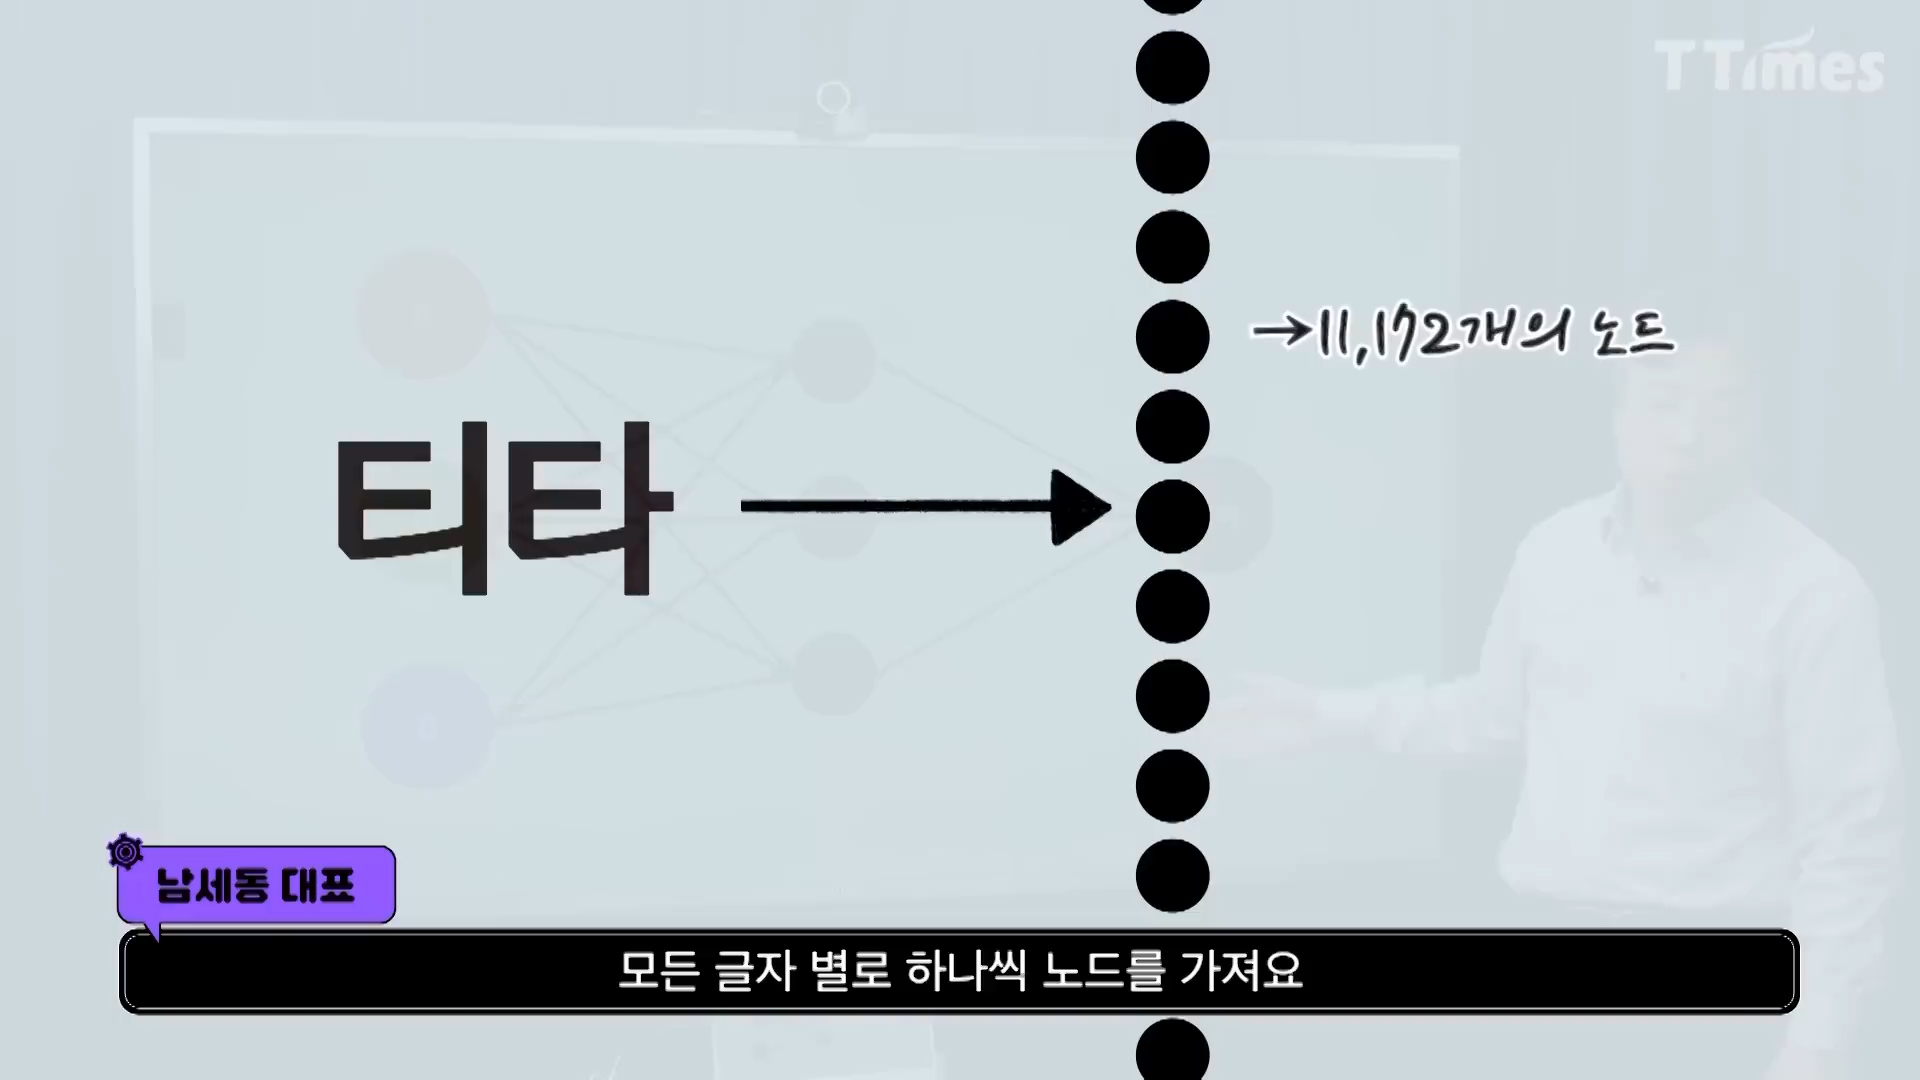 TTimes
→11,172개의 노드
티타
남세동 대표
모든 글자 별로 하나씩 노드를 가져요